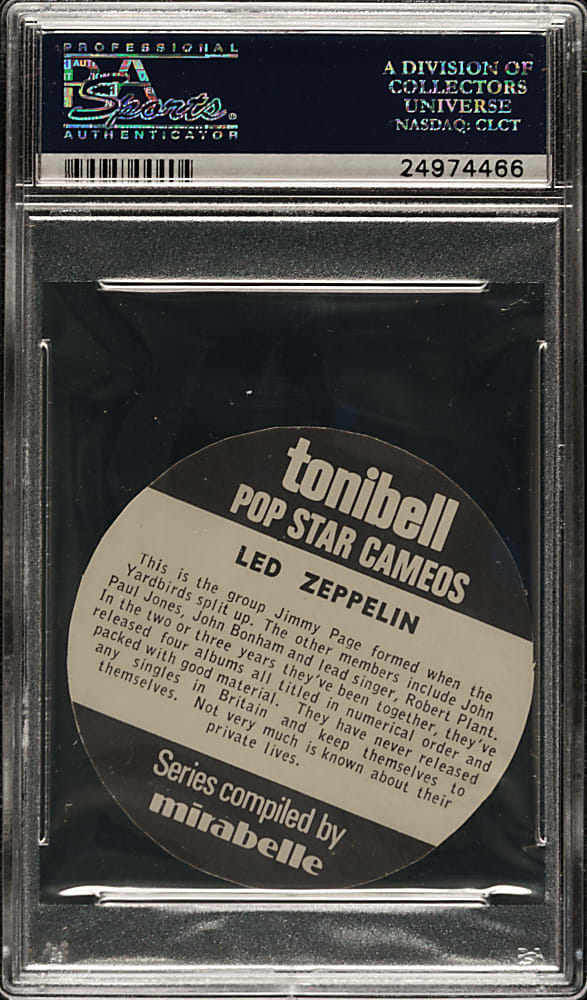 PROFESSIONAL
PSA
Sports®
AUTHENTICATOR
A DIVISION OF
COLLECTORS
UNIVERSE
NASDAQ: CLCT
24974466
tonibell
POP STAR CAMEOS
LED ZEPPELIN
This is the group Jimmy Page formed when the
Yardbirds split up. The other members include John
Paul Jones, John Bonham and lead singer, Robert Plant.
In the two or three years they've been together, they've
released four albums all titled in numerical order and
packed with good material. They have never released
any singles in Britain and keep themselves to
themselves. Not very much is known about their
private lives.
Series compiled by
mirabelle